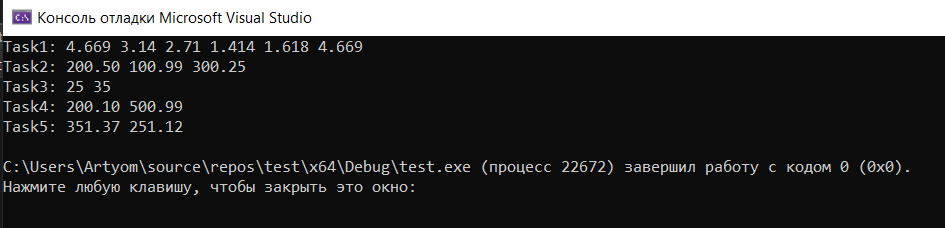 Консоль отладки Microsoft Visual Studio
Task1: 4.669 3.14 2.71 1.414 1.618 4.669
Task2: 200.50 100.99 300.25
Task3: 25 35
Task4: 200.10 500.99
Task5: 351.37 251.12
C:\Users\Artyom\source\repos\test\x64\Debug\test.exe (процесс 22672) завершил работу с кодом 0 (0x0).
Нажмите любую клавишу, чтобы закрыть это окно: